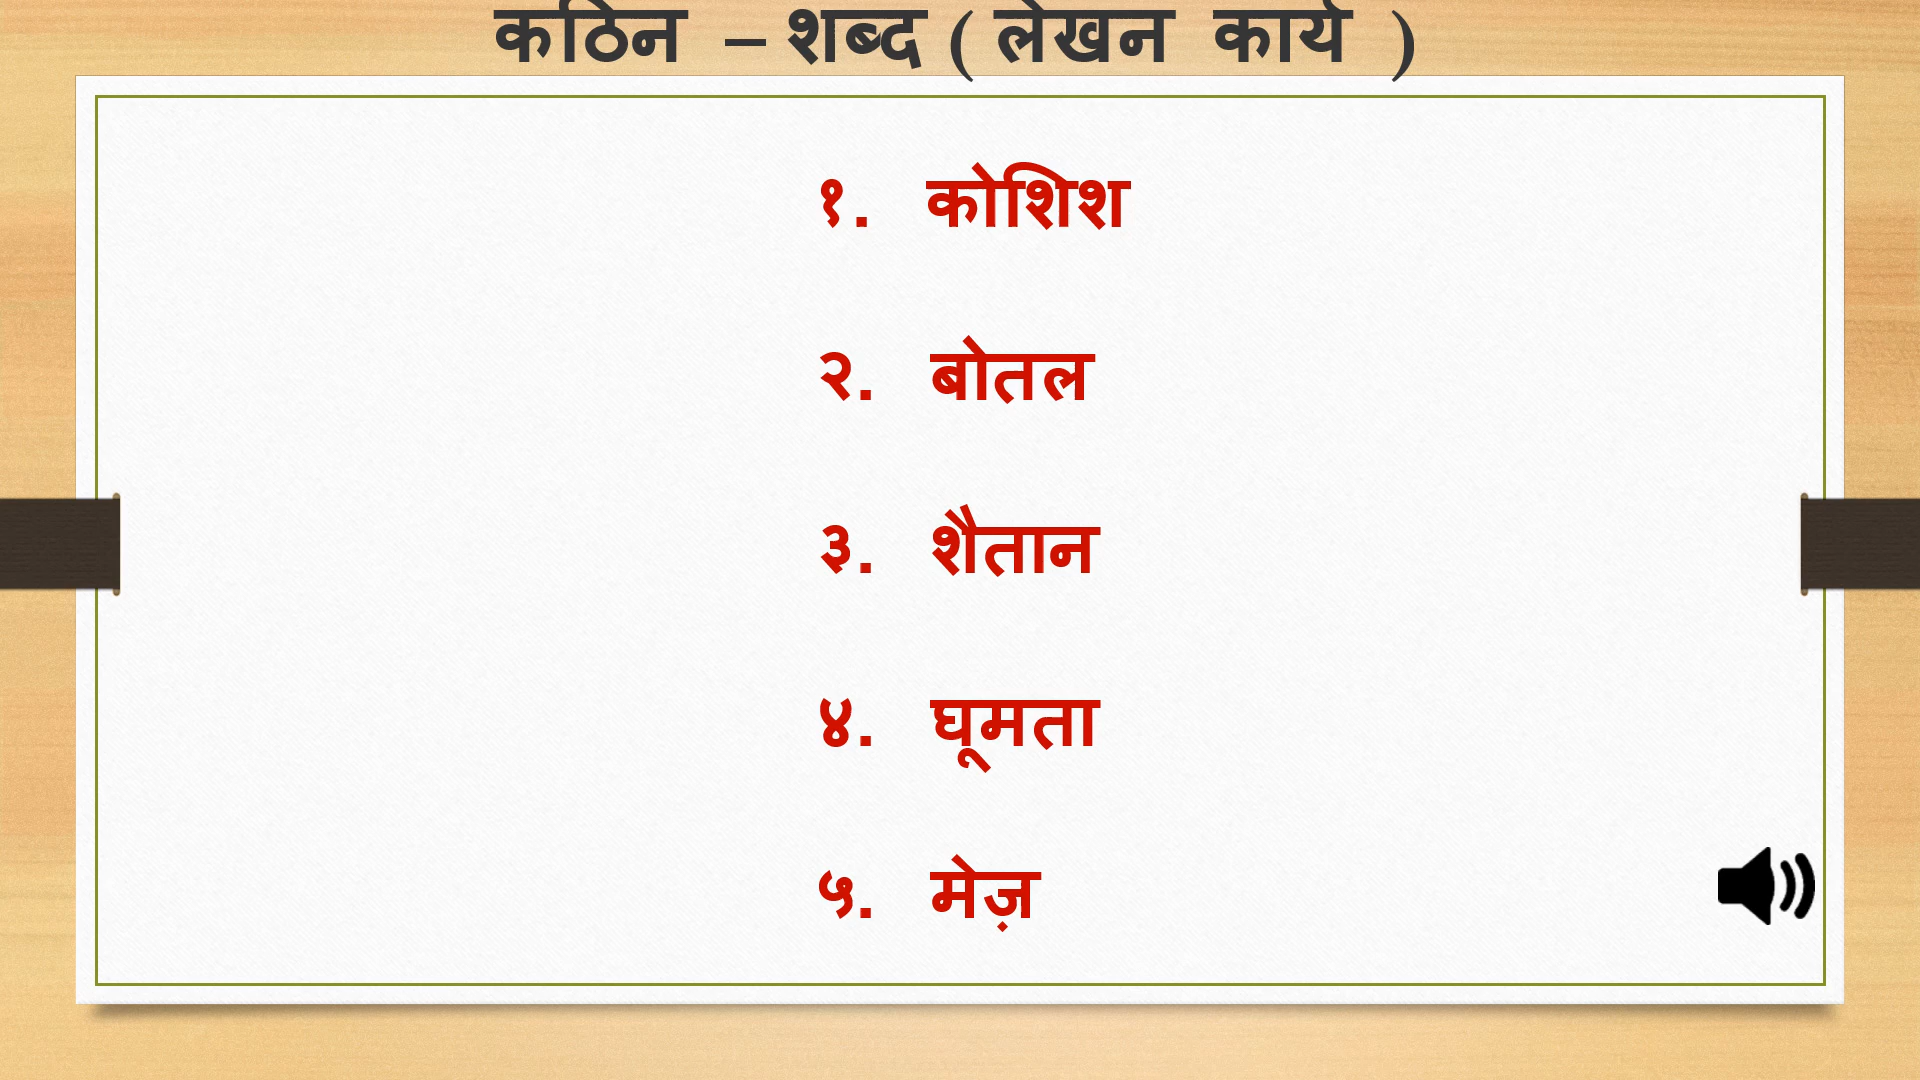 कठिन – शब्द ( लेखन कार्य )
१. कोशिश
२. बोतल
३. शैतान
४. घूमता
५. मेज़